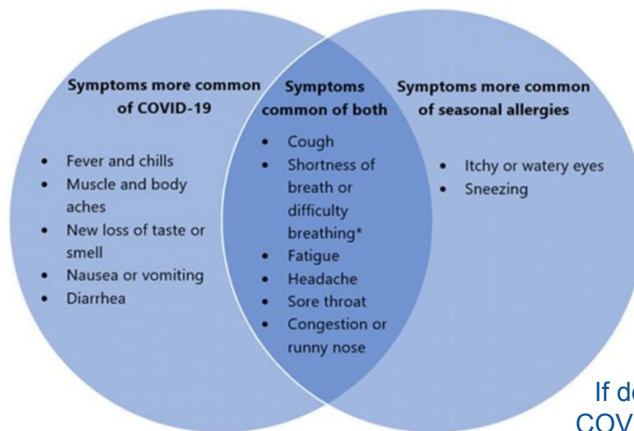 Symptoms more common
of COVID-19
• Fever and chills
• Muscle and body
aches
• New loss of taste or
smell
• Nausea or vomiting
• Diarrhea
Symptoms
common of both
• Cough
• Shortness of
breath or
difficulty
breathing*
• Fatigue
• Headache
• Sore throat
• Congestion or
runny nose
Symptoms more common
of seasonal allergies
• Itchy or watery eyes
• Sneezing
If